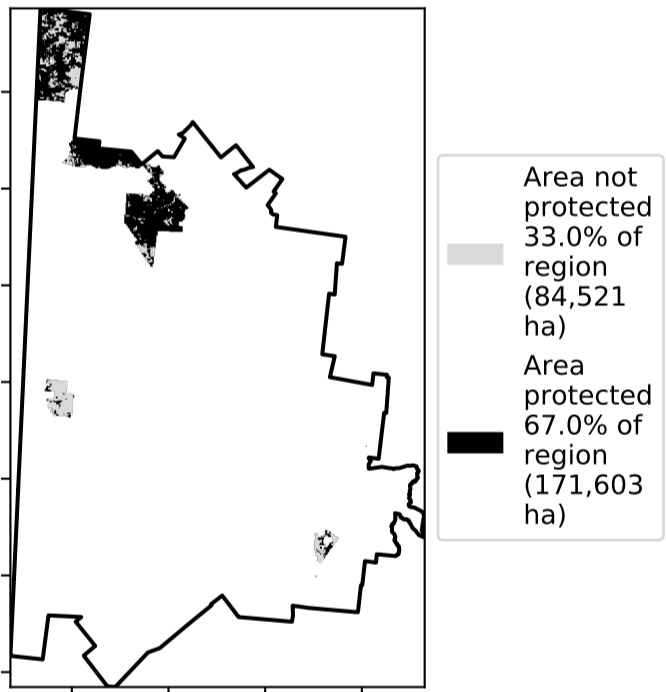 Area not
protected
33.0% of
region
(84,521
ha)
Area
protected
67.0% of
region
(171,603
ha)